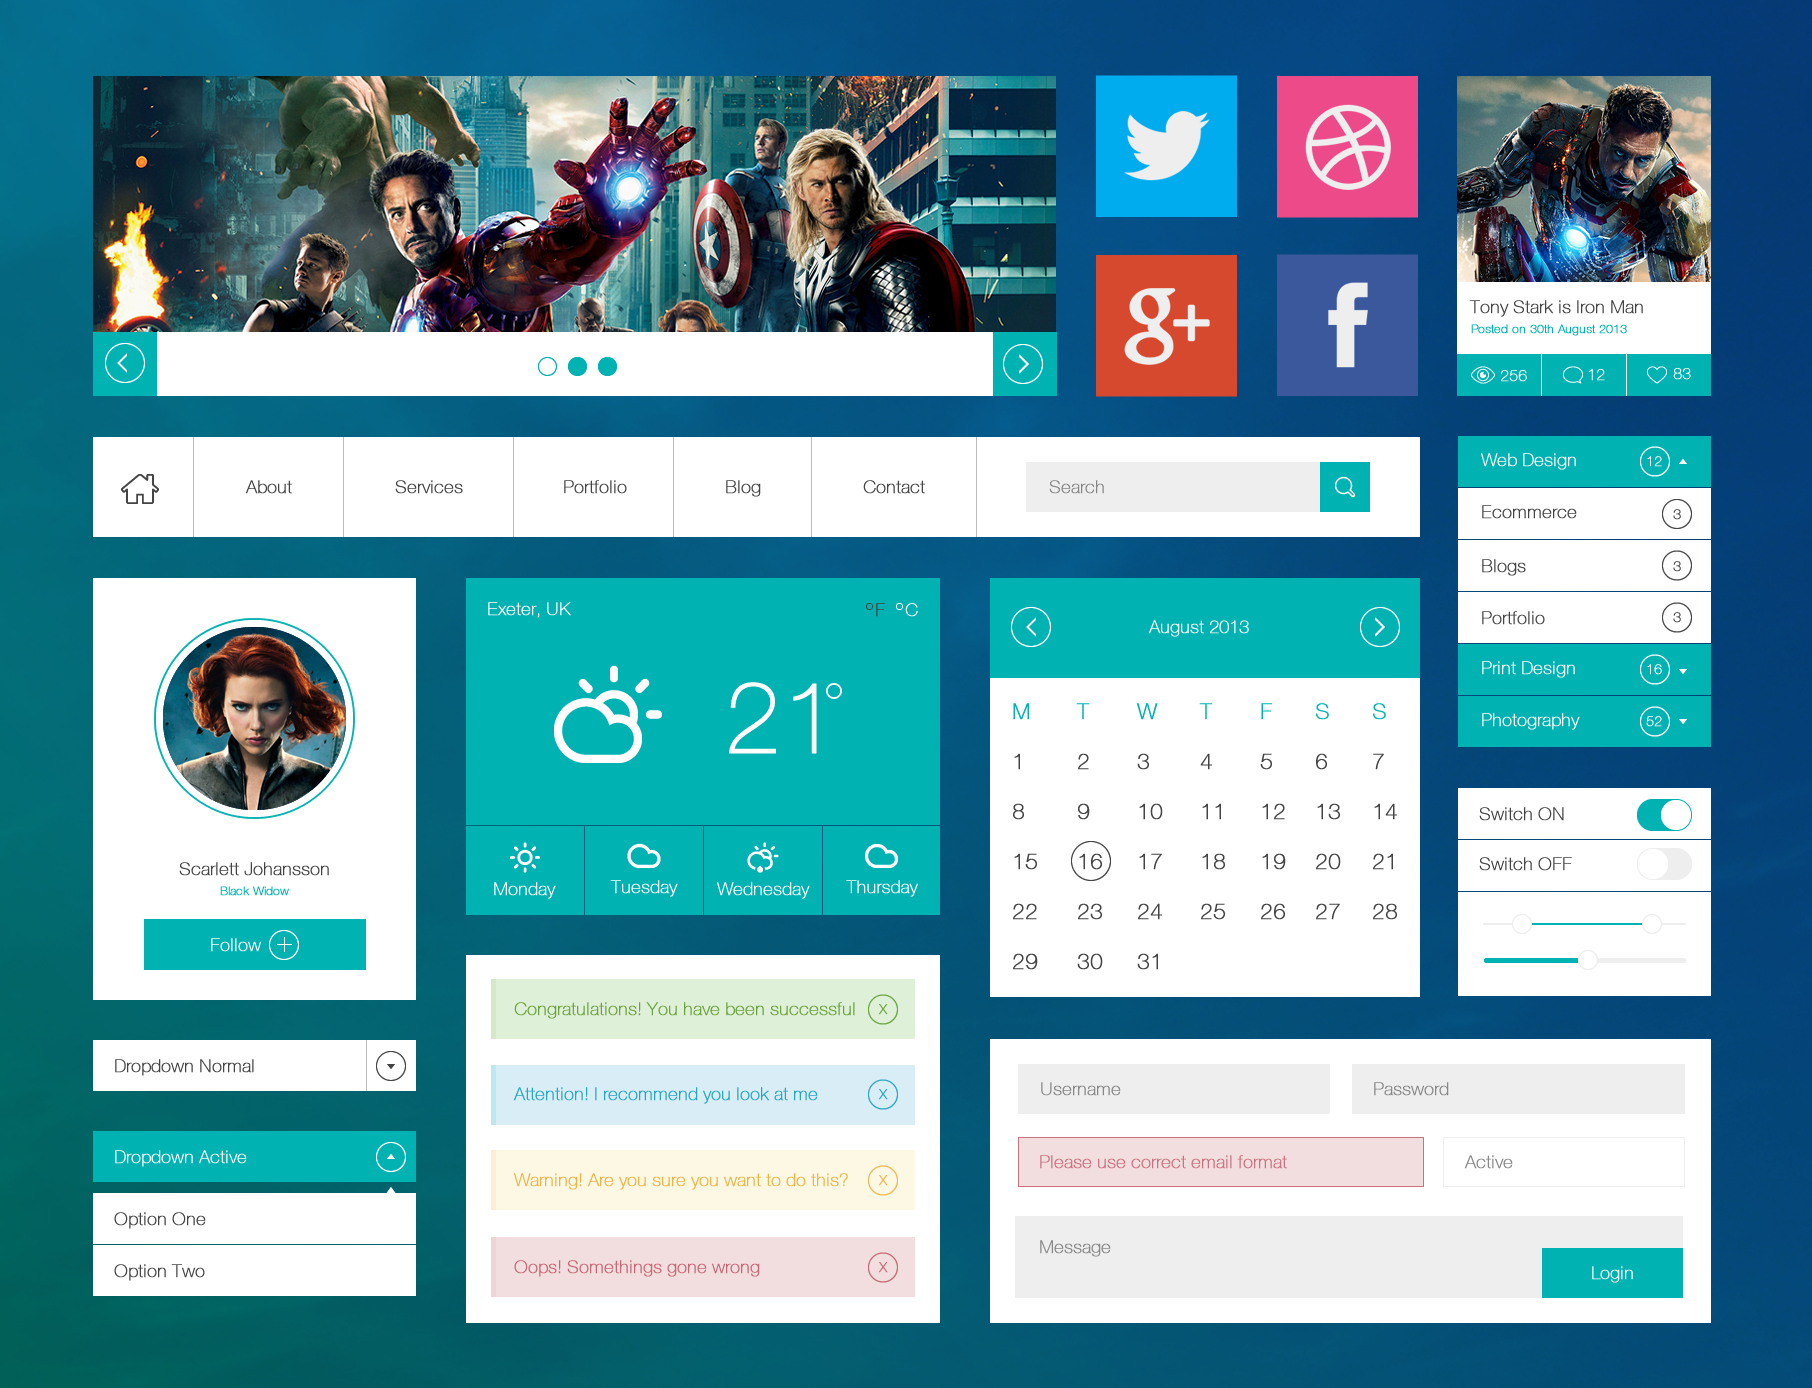 g+
f
Tony Stark is Iron Man
Posted on 30th August 2013
256 12 83
About Services Portfolio Blog Contact Search
Web Design 12
Ecommerce 3
Blogs 3
Portfolio 3
Print Design 16
Photography 52
Scarlett Johansson
Black Widow
Follow
Exeter, UK °F °C
21°
Monday Tuesday Wednesday Thursday
August 2013
M T W T F S S
1 2 3 4 5 6 7
8 9 10 11 12 13 14
15 16 17 18 19 20 21
22 23 24 25 26 27 28
29 30 31
Switch ON
Switch OFF
Dropdown Normal
Dropdown Active
Option One
Option Two
Congratulations! You have been successful X
Attention! I recommend you look at me X
Warning! Are you sure you want to do this? X
Oops! Somethings gone wrong X
Username Password
Please use correct email format Active
Message
Login